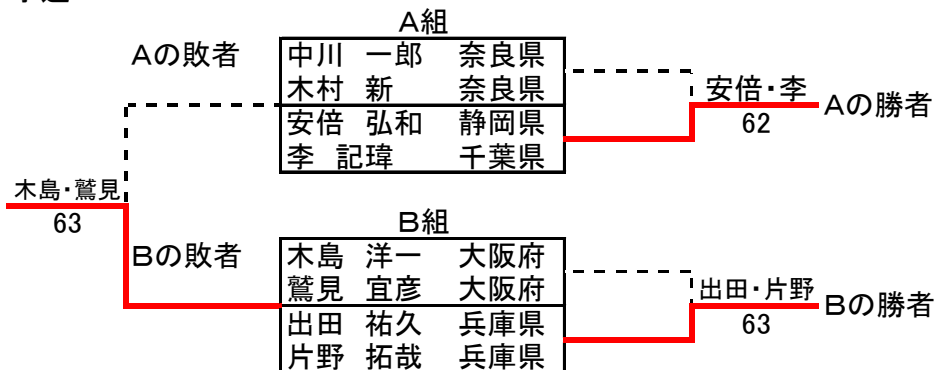 A組
Aの敗者
中川 一郎 奈良県
木村 新 奈良県
安倍 弘和 静岡県
李 記瑋 千葉県
安倍・李
62
Aの勝者
木島・鷲見
63
B組
Bの敗者
木島 洋一 大阪府
鷲見 宜彦 大阪府
出田 祐久 兵庫県
片野 拓哉 兵庫県
出田・片野
63
Bの勝者